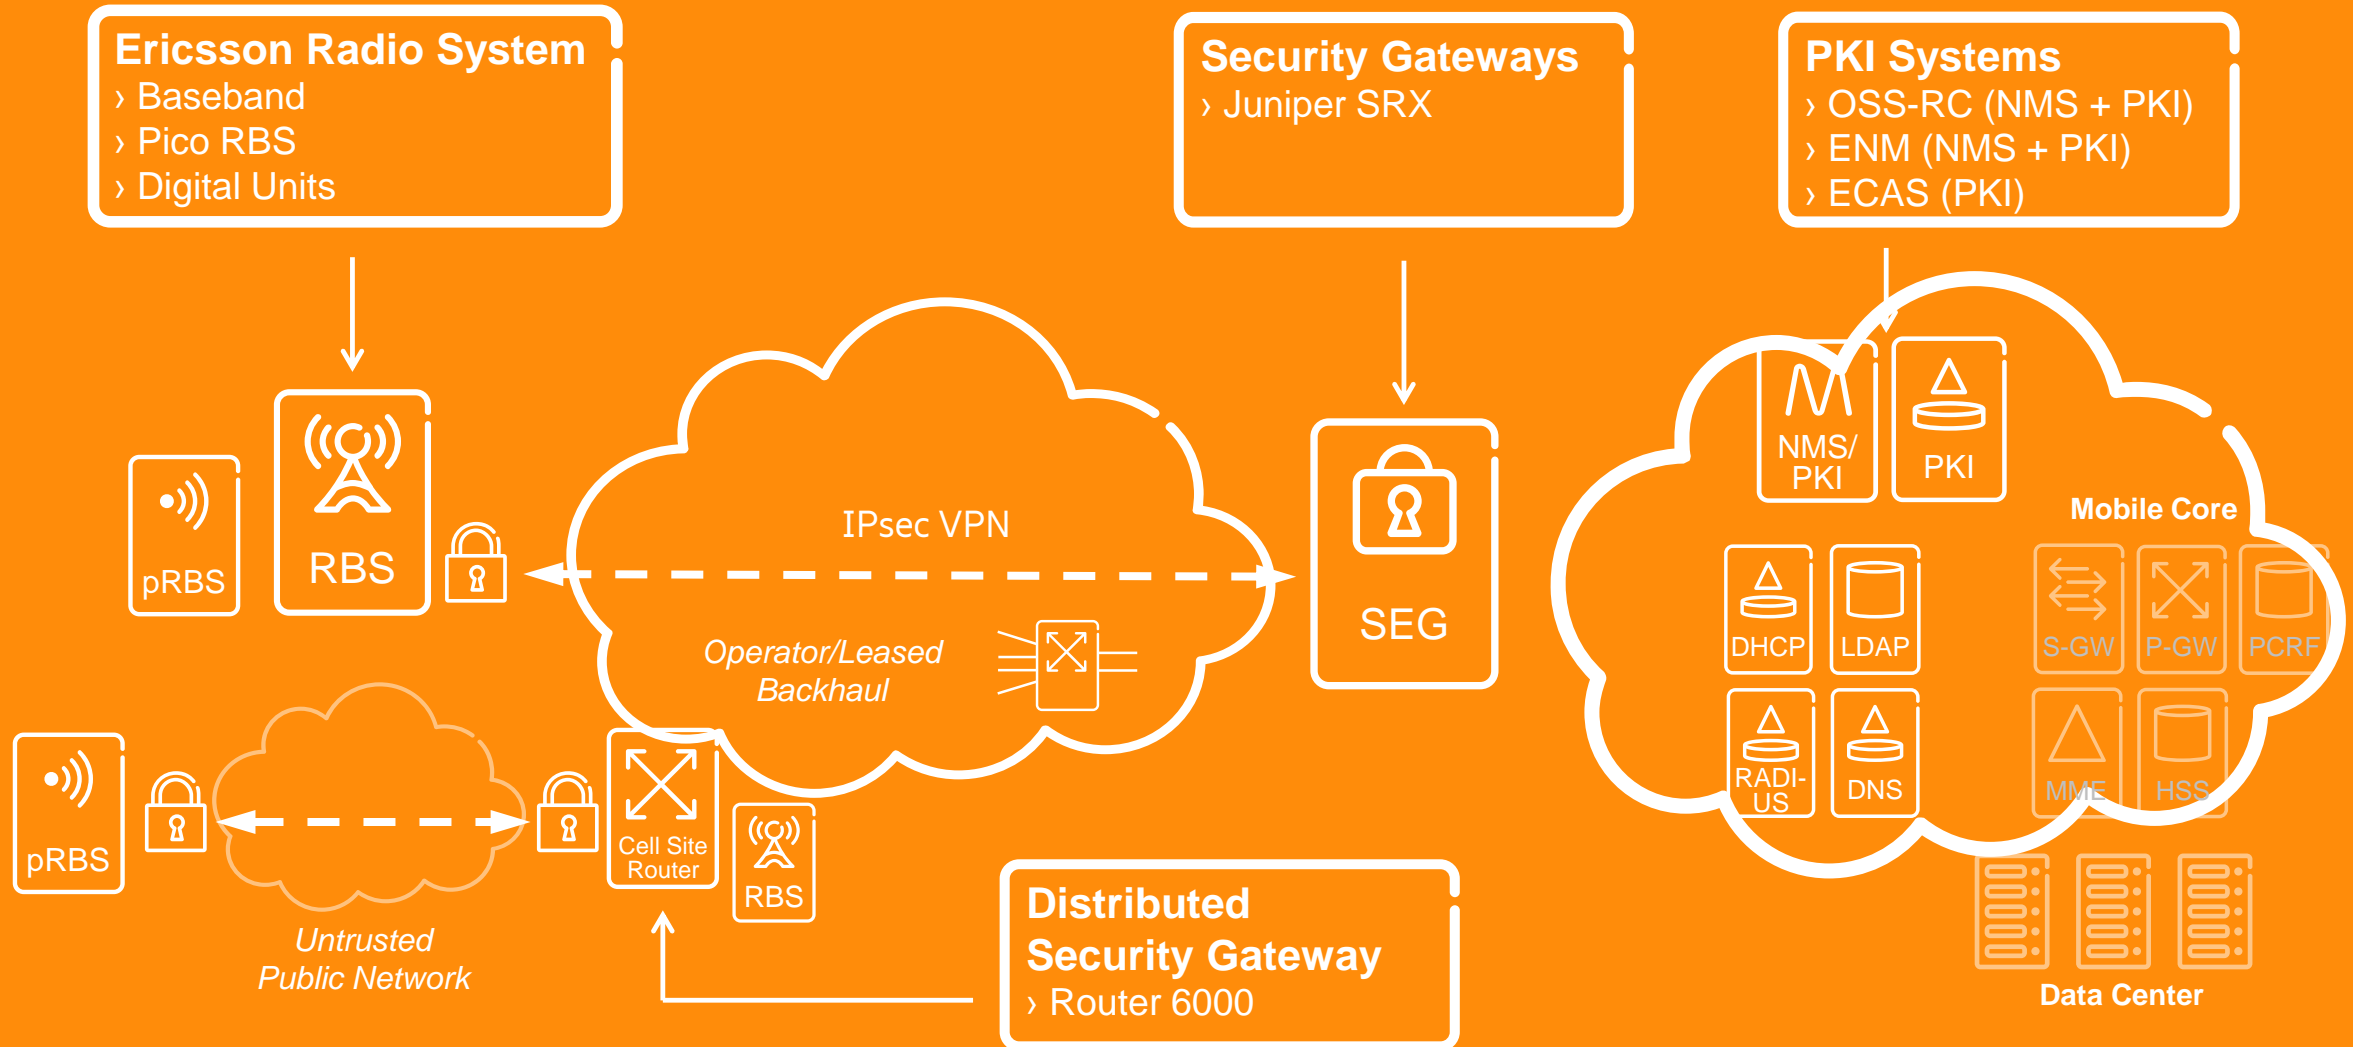 Ericsson Radio System
› Baseband
› Pico RBS
› Digital Units
Security Gateways
› Juniper SRX
PKI Systems
› OSS-RC (NMS + PKI)
› ENM (NMS + PKI)
› ECAS (PKI)
pRBS
RBS
IPsec VPN
Operator/Leased
Backhaul
SEG
NMS/
PKI
PKI
Mobile Core
DHCP
LDAP
S-GW
P-GW
PCRF
RADI-
US
DNS
MME
HSS
pRBS
Untrusted
Public Network
Cell Site
Router
RBS
Distributed
Security Gateway
› Router 6000
Data Center